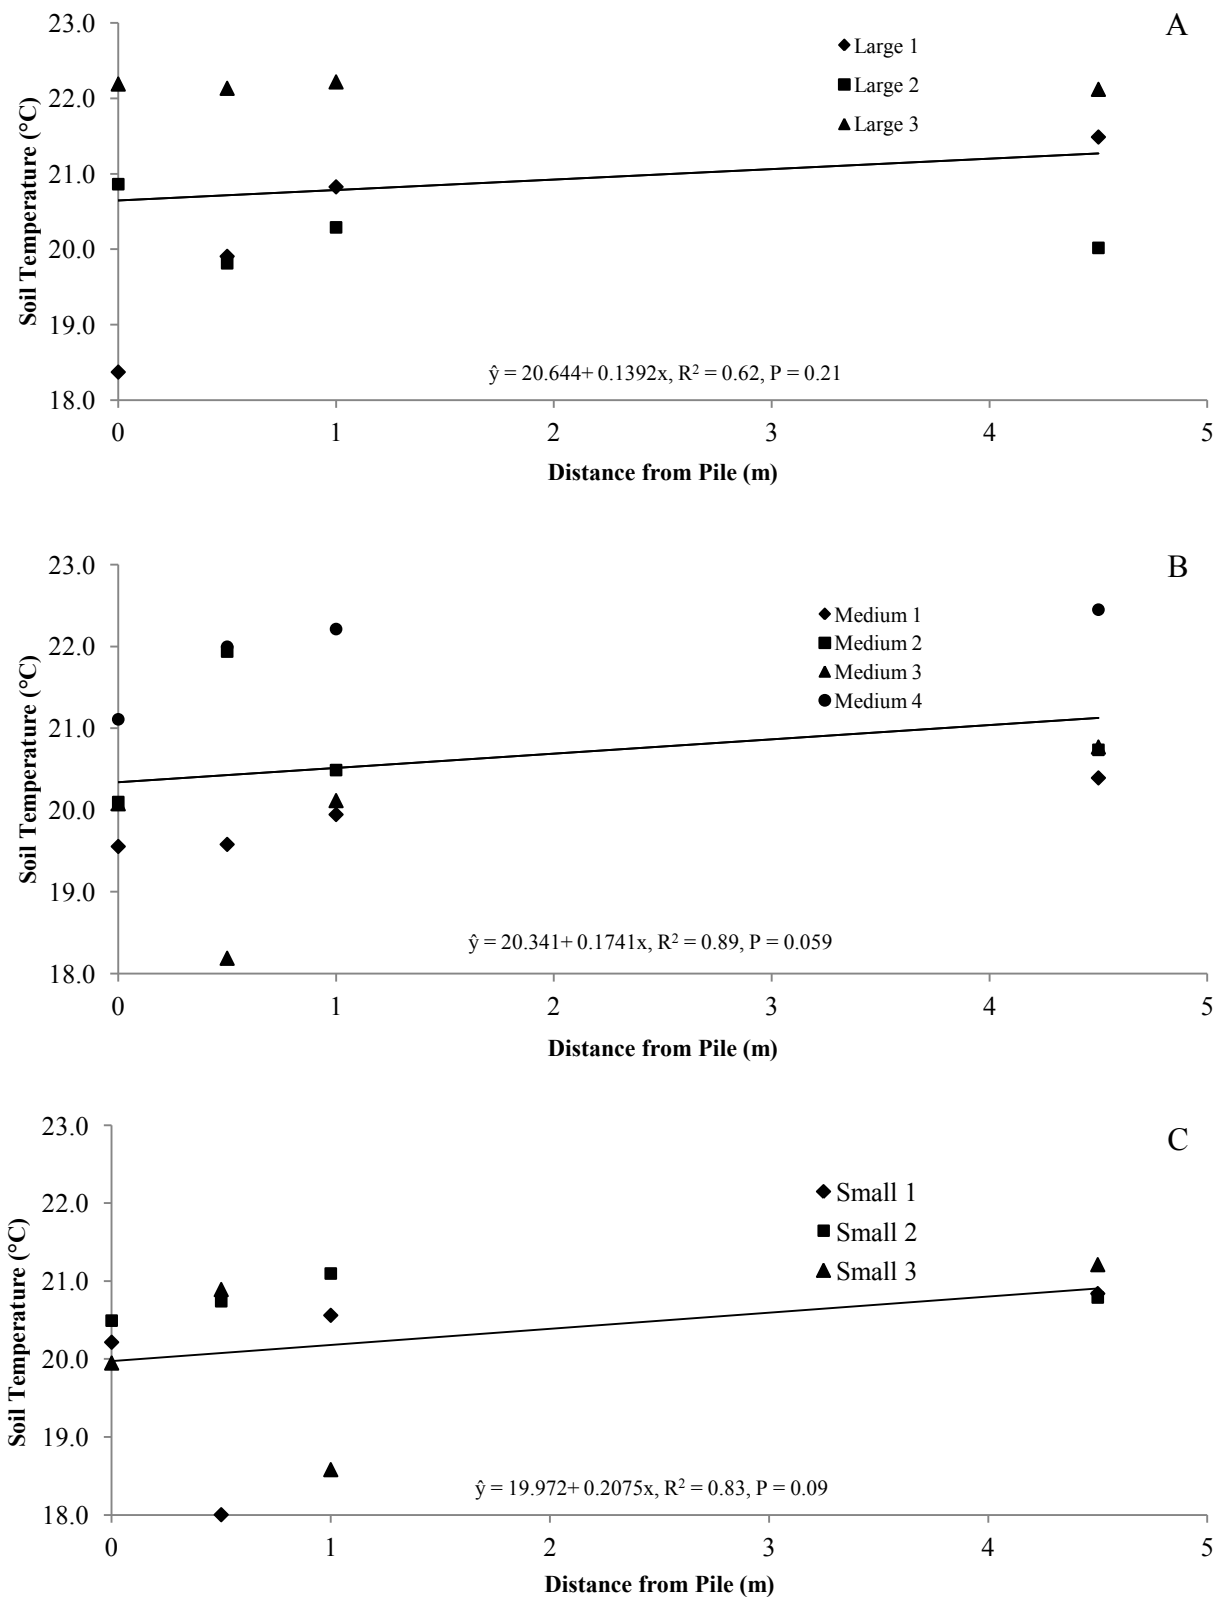 A
23.0
22.0
21.0
20.0
19.0
18.0
Soil Temperature (°C)
Large 1
Large 2
Large 3
ŷ = 20.644+ 0.1392x, R² = 0.62, P = 0.21
0 1 2 3 4 5
Distance from Pile (m)
B
23.0
22.0
21.0
20.0
19.0
18.0
Soil Temperature (°C)
Medium 1
Medium 2
Medium 3
Medium 4
ŷ = 20.341+ 0.1741x, R² = 0.89, P = 0.059
0 1 2 3 4 5
Distance from Pile (m)
C
23.0
22.0
21.0
20.0
19.0
18.0
Soil Temperature (°C)
Small 1
Small 2
Small 3
ŷ = 19.972+ 0.2075x, R² = 0.83, P = 0.09
0 1 2 3 4 5
Distance from Pile (m)